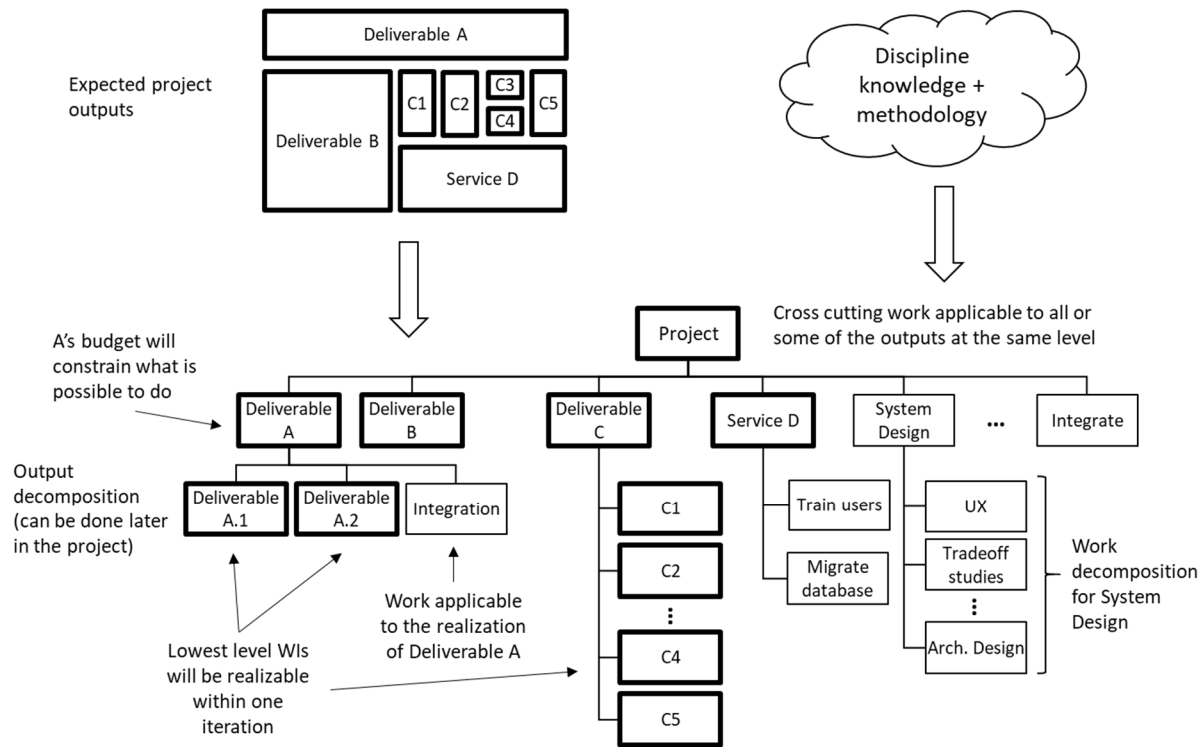 Deliverable A
Expected project
outputs
C1
C2
C3
C4
C5
Deliverable B
Service D
Discipline
knowledge +
methodology
Cross cutting work applicable to all or
some of the outputs at the same level
A's budget will
constrain what is
possible to do
Project
Deliverable
A
Deliverable
B
Deliverable
C
Service D
System
Design
...
Integrate
Output
decomposition
(can be done later
in the project)
Deliverable
A.1
Deliverable
A.2
Integration
C1
C2
C4
C5
Train users
Migrate
database
UX
Tradeoff
studies
Arch. Design
Work
decomposition
for System
Design
Work applicable
to the realization
of Deliverable A
Lowest level WIs
will be realizable
within one
iteration